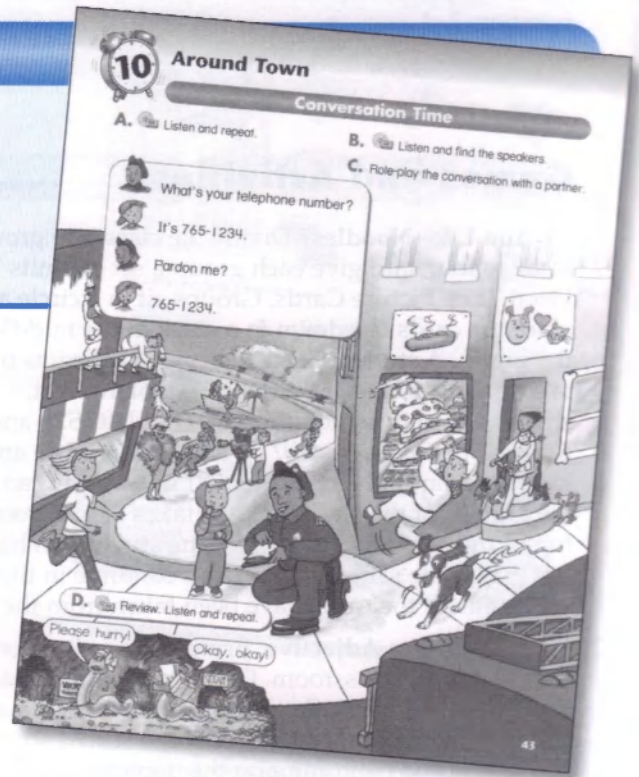 10 Around Town
Conversation Time
A. Listen and repeat.
B. Listen and find the speakers.
C. Role-play the conversation with a partner.
What's your telephone number?
It's 765-1234.
Pardon me?
765-1234.
D. Review. Listen and repeat.
Please hurry!
Okay, okay!
43